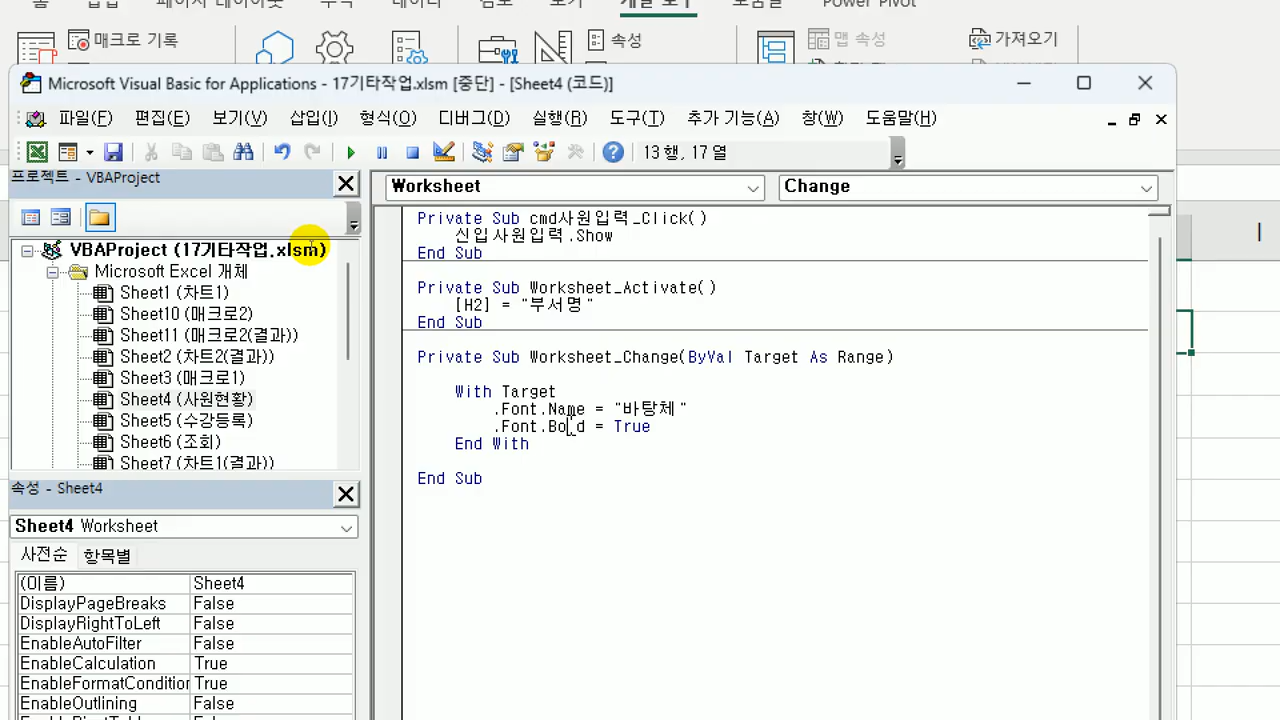 매크로 기록
속성
맵 속성
가져오기
Power Pivot
Microsoft Visual Basic for Applications - 17기타작업.xlsm [중단] - [Sheet4 (코드)]
파일(F) 편집(E) 보기(V) 삽입(I) 형식(O) 디버그(D) 실행(R) 도구(T) 추가 기능(A) 창(W) 도움말(H)
13 행, 17 열
프로젝트 - VBAProject
VBAProject (17기타작업.xlsm)
Microsoft Excel 개체
Sheet1 (차트1)
Sheet10 (매크로2)
Sheet11 (매크로2(결과))
Sheet2 (차트2(결과))
Sheet3 (매크로1)
Sheet4 (사원현황)
Sheet5 (수강등록)
Sheet6 (조회)
Sheet7 (차트1(결과))
속성 - Sheet4
Sheet4 Worksheet
사전순 항목별
(이름) Sheet4
DisplayPageBreaks False
DisplayRightToLeft False
EnableAutoFilter False
EnableCalculation True
EnableFormatCondition True
EnableOutlining False
Worksheet
Change
Private Sub cmd사원입력_Click()
신입사원입력.Show
End Sub
Private Sub Worksheet_Activate()
[H2] = "부서명"
End Sub
Private Sub Worksheet_Change(ByVal Target As Range)
With Target
.Font.Name = "바탕체"
.Font.Bold = True
End With
End Sub
I